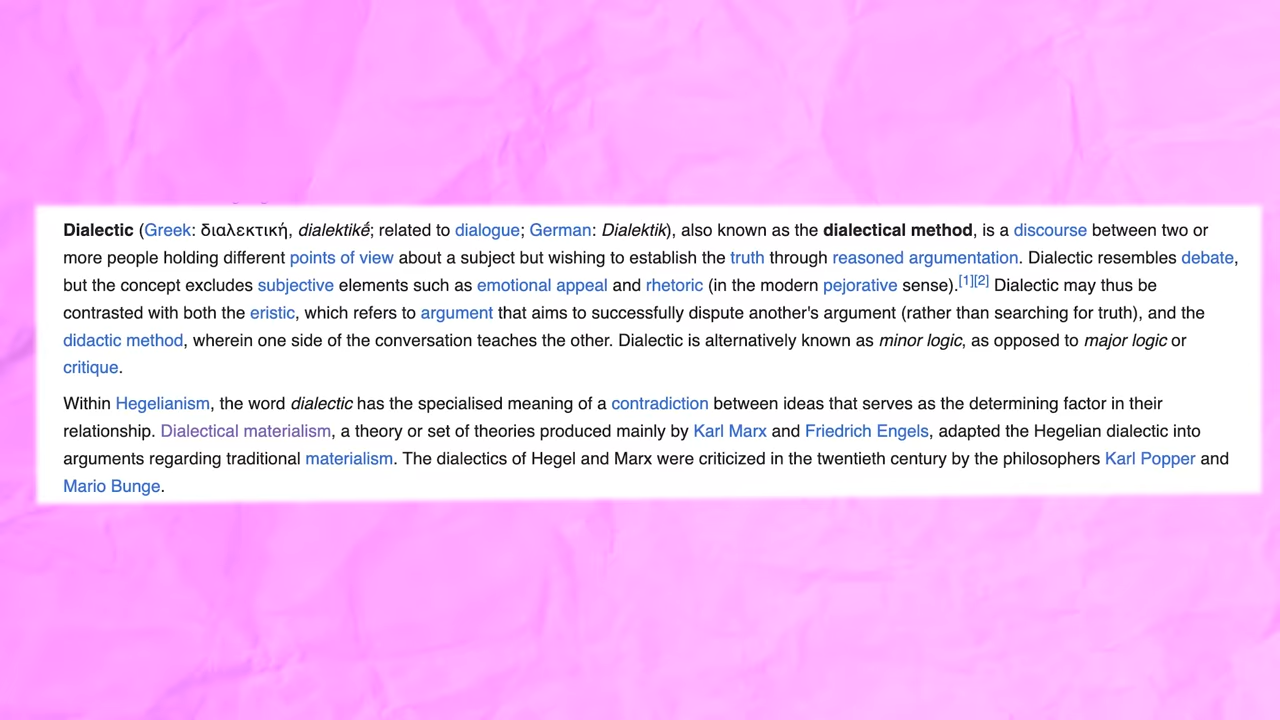 Dialectic (Greek: διαλεκτική, dialektikḗ; related to dialogue; German: Dialektik), also known as the dialectical method, is a discourse between two or
more people holding different points of view about a subject but wishing to establish the truth through reasoned argumentation. Dialectic resembles debate,
but the concept excludes subjective elements such as emotional appeal and rhetoric (in the modern pejorative sense).[1][2] Dialectic may thus be
contrasted with both the eristic, which refers to argument that aims to successfully dispute another's argument (rather than searching for truth), and the
didactic method, wherein one side of the conversation teaches the other. Dialectic is alternatively known as minor logic, as opposed to major logic or
critique.
Within Hegelianism, the word dialectic has the specialised meaning of a contradiction between ideas that serves as the determining factor in their
relationship. Dialectical materialism, a theory or set of theories produced mainly by Karl Marx and Friedrich Engels, adapted the Hegelian dialectic into
arguments regarding traditional materialism. The dialectics of Hegel and Marx were criticized in the twentieth century by the philosophers Karl Popper and
Mario Bunge.